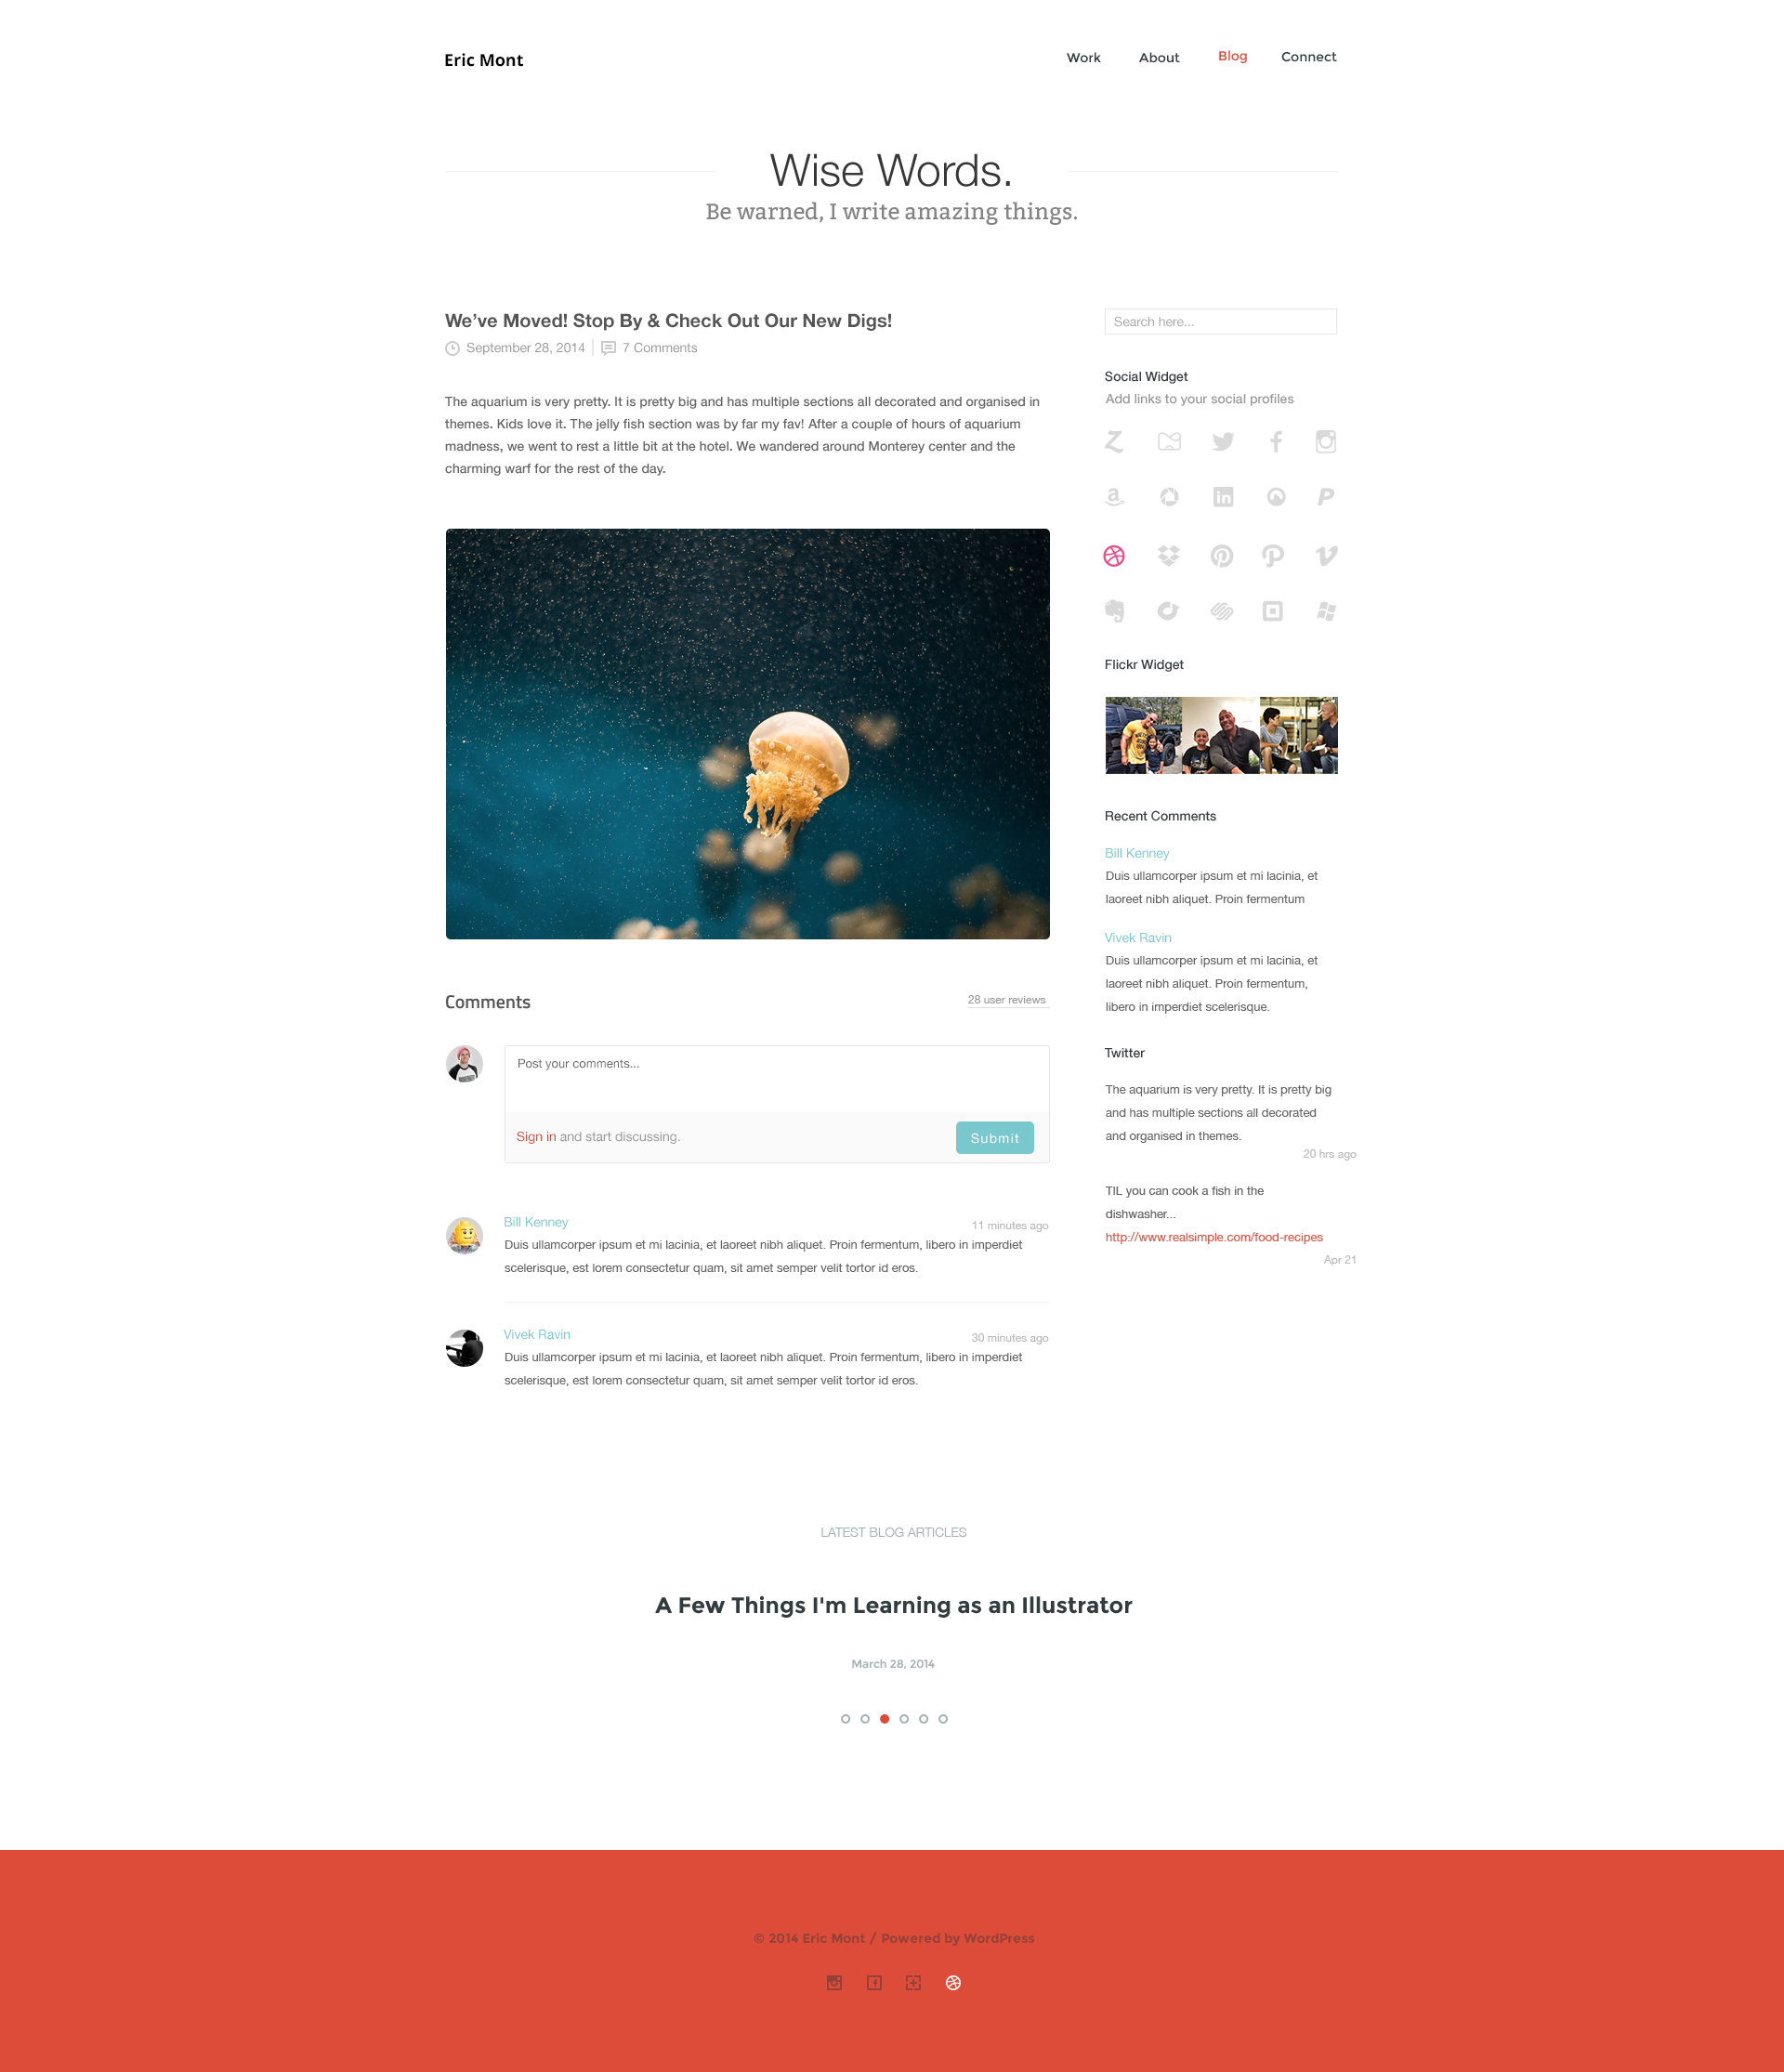 Eric Mont
Work
About
Blog
Connect
Wise Words.
Be warned, I write amazing things.
We’ve Moved! Stop By & Check Out Our New Digs!
September 28, 2014
7 Comments
The aquarium is very pretty. It is pretty big and has multiple sections all decorated and organised in
themes. Kids love it. The jelly fish section was by far my fav! After a couple of hours of aquarium
madness, we went to rest a little bit at the hotel. We wandered around Monterey center and the
charming warf for the rest of the day.
Comments
28 user reviews
Post your comments...
Sign in and start discussing.
Submit
Bill Kenney
11 minutes ago
Duis ullamcorper ipsum et mi lacinia, et laoreet nibh aliquet. Proin fermentum, libero in imperdiet
scelerisque, est lorem consectetur quam, sit amet semper velit tortor id eros.
Vivek Ravin
30 minutes ago
Duis ullamcorper ipsum et mi lacinia, et laoreet nibh aliquet. Proin fermentum, libero in imperdiet
scelerisque, est lorem consectetur quam, sit amet semper velit tortor id eros.
Search here...
Social Widget
Add links to your social profiles
Flickr Widget
Recent Comments
Bill Kenney
Duis ullamcorper ipsum et mi lacinia, et
laoreet nibh aliquet. Proin fermentum
Vivek Ravin
Duis ullamcorper ipsum et mi lacinia, et
laoreet nibh aliquet. Proin fermentum,
libero in imperdiet scelerisque.
Twitter
The aquarium is very pretty. It is pretty big
and has multiple sections all decorated
and organised in themes.
20 hrs ago
TIL you can cook a fish in the
dishwasher...
http://www.realsimple.com/food-recipes
Apr 21
LATEST BLOG ARTICLES
A Few Things I'm Learning as an Illustrator
March 28, 2014
© 2014 Eric Mont / Powered by WordPress